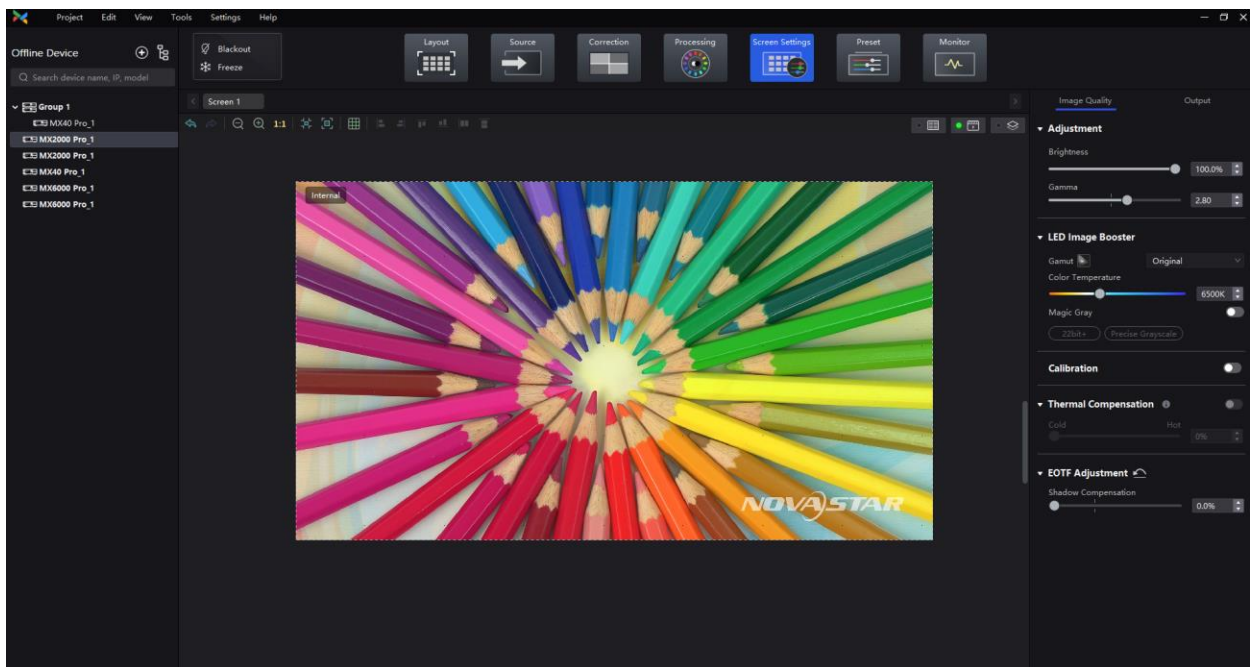 Project Edit View Tools Settings Help
Offline Device
Search device name, IP, model
Group 1
MX40 Pro_1
MX2000 Pro_1
MX2000 Pro_1
MX40 Pro_1
MX6000 Pro_1
MX6000 Pro_1
Blackout
Freeze
Layout Source Correction Processing Screen Settings Preset Monitor
Screen 1
1:1
Internal
NOVASTAR
Image Quality Output
Adjustment
Brightness
100.0%
Gamma
2.80
LED Image Booster
Gamut Original
Color Temperature
6500K
Magic Gray
22bit+ Precise Grayscale
Calibration
Thermal Compensation
Cold Hot
0%
EOTF Adjustment
Shadow Compensation
0.0%